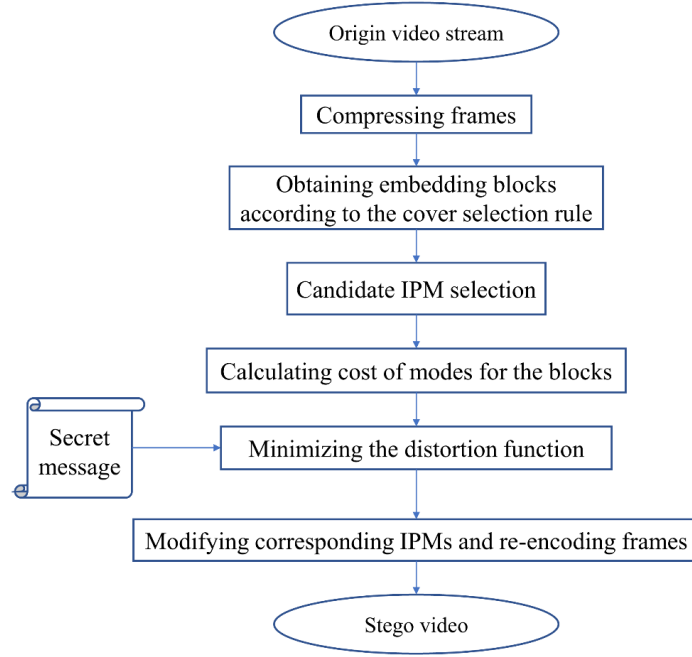 Origin video stream
Compressing frames
Obtaining embedding blocks
according to the cover selection rule
Candidate IPM selection
Calculating cost of modes for the blocks
Secret
message
Minimizing the distortion function
Modifying corresponding IPMs and re-encoding frames
Stego video